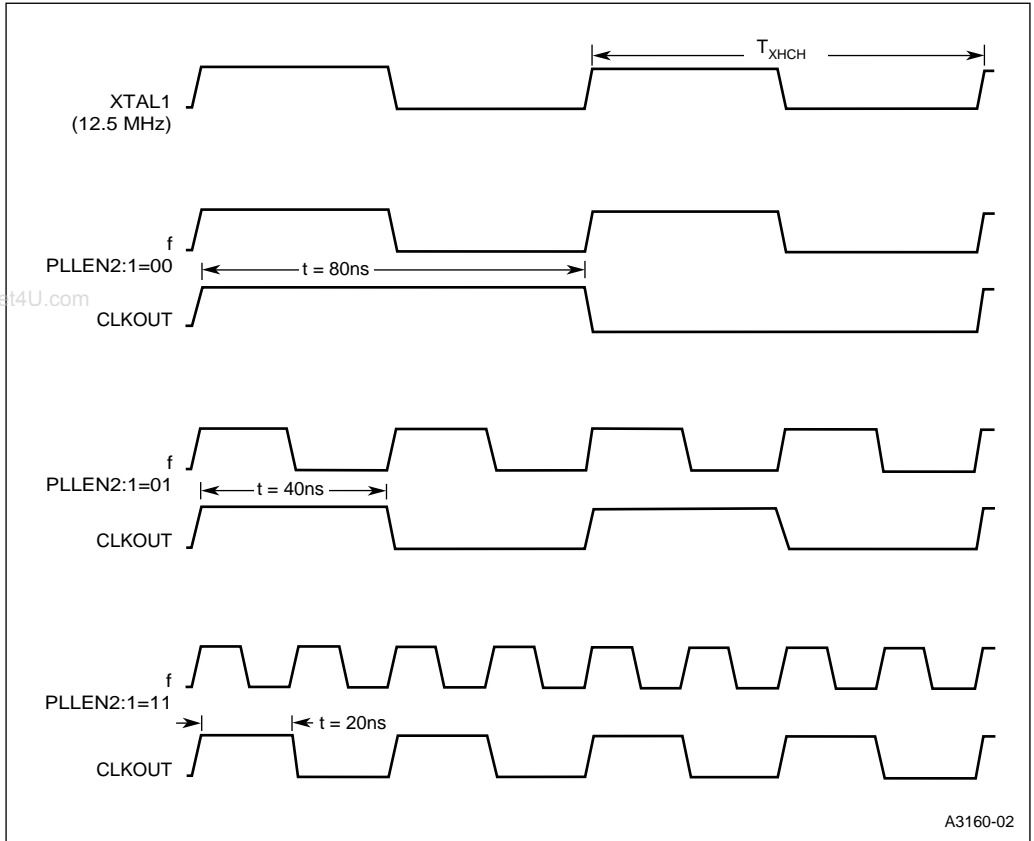 T_XHCH
XTAL1
(12.5 MHz)
f
PLLEN2:1=00
t = 80ns
et4U.com
CLKOUT
f
PLLEN2:1=01
t = 40ns
CLKOUT
f
PLLEN2:1=11
t = 20ns
CLKOUT
A3160-02